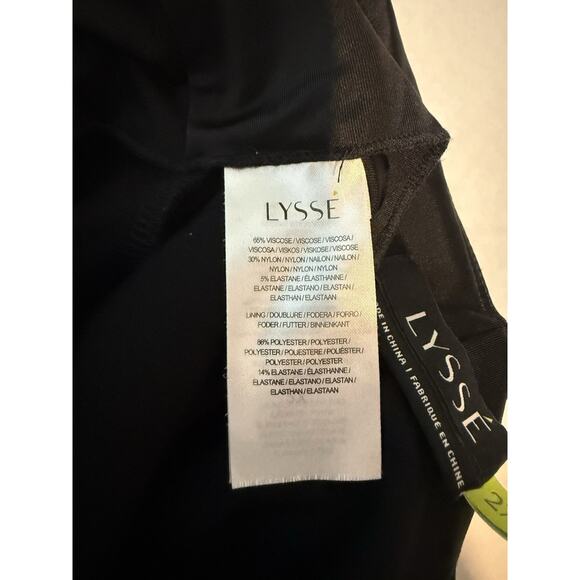 LYSSÉ
65% VISCOSE / VISCOSE / VISCOSA /
VISCOSA / VISKOS / VISKOSE / VISCOSE
30% NYLON / NYLON / NAILON / NAILON /
NYLON / NYLON / NYLON
5% ELASTANE / ÉLASTHANNE /
ELASTANE / ELASTANO / ELASTAN /
ELASTHAN / ELASTAAN
LINING / DOUBLURE / FODERA / FORRO /
FODER / FUTTER / BINNENKANT
86% POLYESTER / POLYESTER /
POLYESTER / POLIESTERE / POLIÉSTER /
POLYESTER / POLYESTER
14% ELASTANE / ÉLASTHANNE /
ELASTANE / ELASTANO / ELASTAN /
ELASTHAN / ELASTAAN
LYSSÉ
DE IN CHINA | FABRIQUÉ EN CHINE